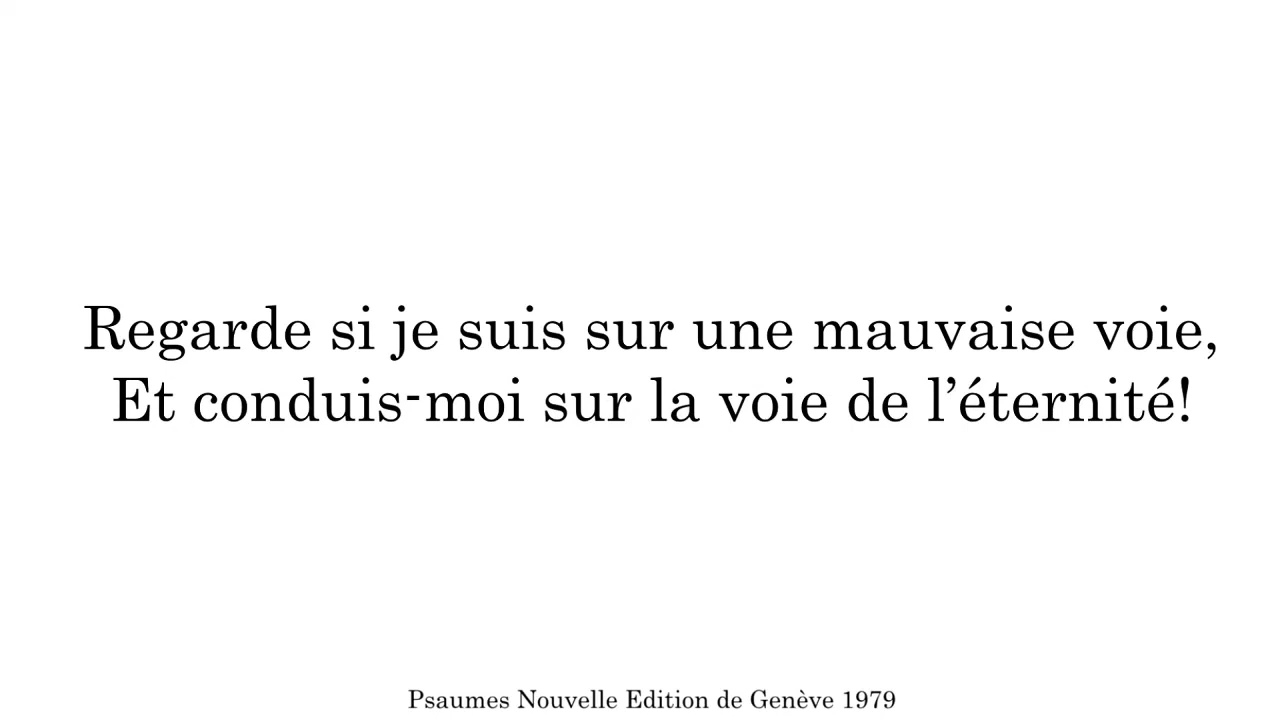 Regarde si je suis sur une mauvaise voie,
Et conduis-moi sur la voie de l’éternité!
Psaumes Nouvelle Edition de Genève 1979